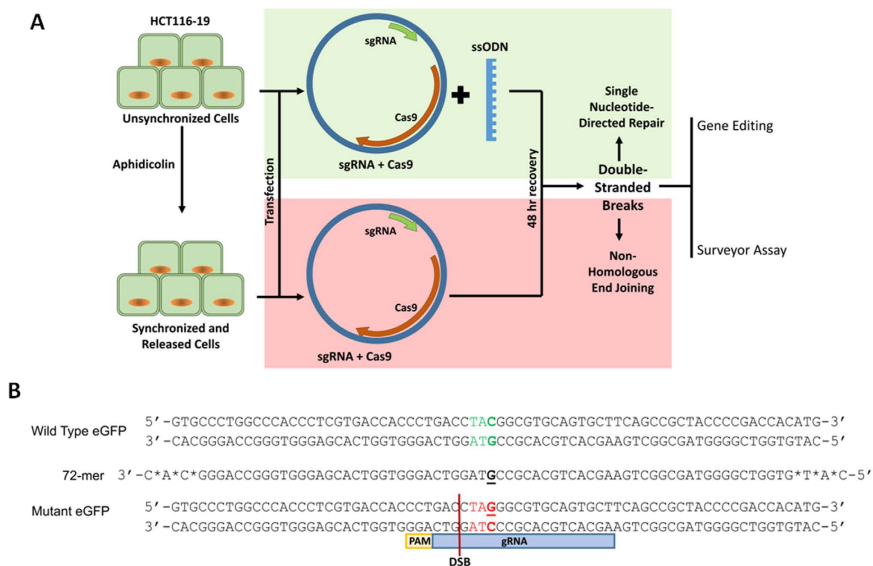 A
HCT116-19
Unsynchronized Cells
Aphidicolin
Synchronized and
Released Cells
Transfection
sgRNA
Cas9
sgRNA + Cas9
+
ssODN
sgRNA
Cas9
sgRNA + Cas9
48 hr recovery
Single
Nucleotide-
Directed Repair
Double-
Stranded
Breaks
Non-
Homologous
End Joining
Gene Editing
Surveyor Assay
B
Wild Type eGFP
5′-GTGCCCTGGCCCACCCTCGTGACCACCCTGACCTACGGCGTGCAGTGCTTCAGCCGCTACCCCGACCACATG-3′
3′-CACGGGACCGGGTGGGAGCACTGGTGGGACTGGATGCCGCACGTCACGAAGTCGGCGATGGGGCTGGTGTAC-5′
72-mer
3′-C*A*C*GGGACCGGGTGGGAGCACTGGTGGGACTGGATGCCGCACGTCACGAAGTCGGCGATGGGGCTGGTG*T*A*C-5′
Mutant eGFP
5′-GTGCCCTGGCCCACCCTCGTGACCACCCTGACCTAGGGCGTGCAGTGCTTCAGCCGCTACCCCGACCACATG-3′
3′-CACGGGACCGGGTGGGAGCACTGGTGGGACTGGATCCCGCACGTCACGAAGTCGGCGATGGGGCTGGTGTAC-5′
PAM
gRNA
DSB